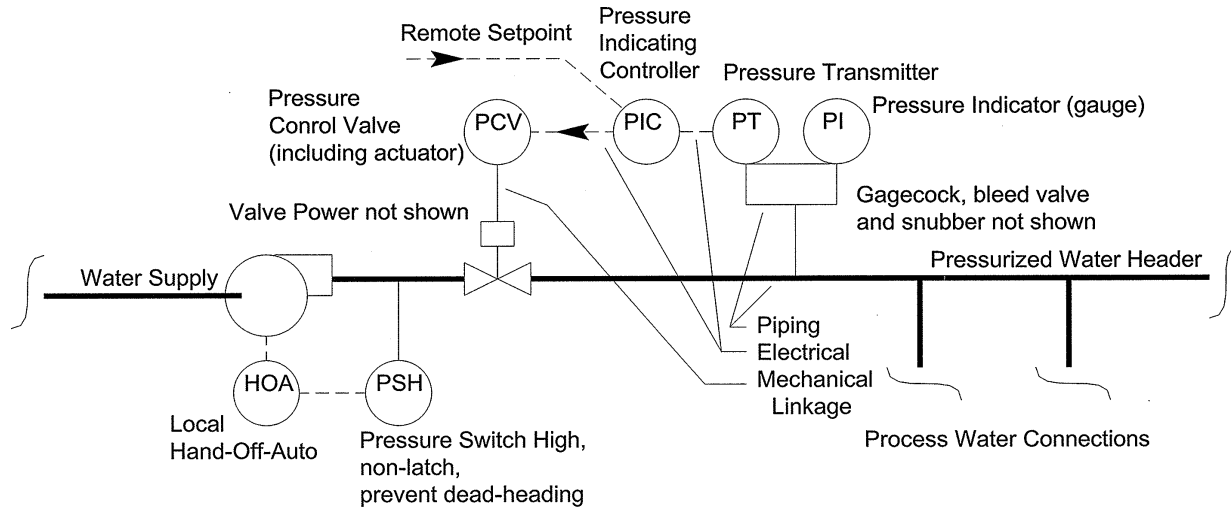 Remote Setpoint
Pressure
Indicating
Controller
Pressure Transmitter
Pressure Indicator (gauge)
Pressure
Conrol Valve
(including actuator)
PCV
PIC
PT
PI
Valve Power not shown
Gagecock, bleed valve
and snubber not shown
Water Supply
Pressurized Water Header
Piping
Electrical
Mechanical
Linkage
HOA
PSH
Local
Hand-Off-Auto
Pressure Switch High,
non-latch,
prevent dead-heading
Process Water Connections